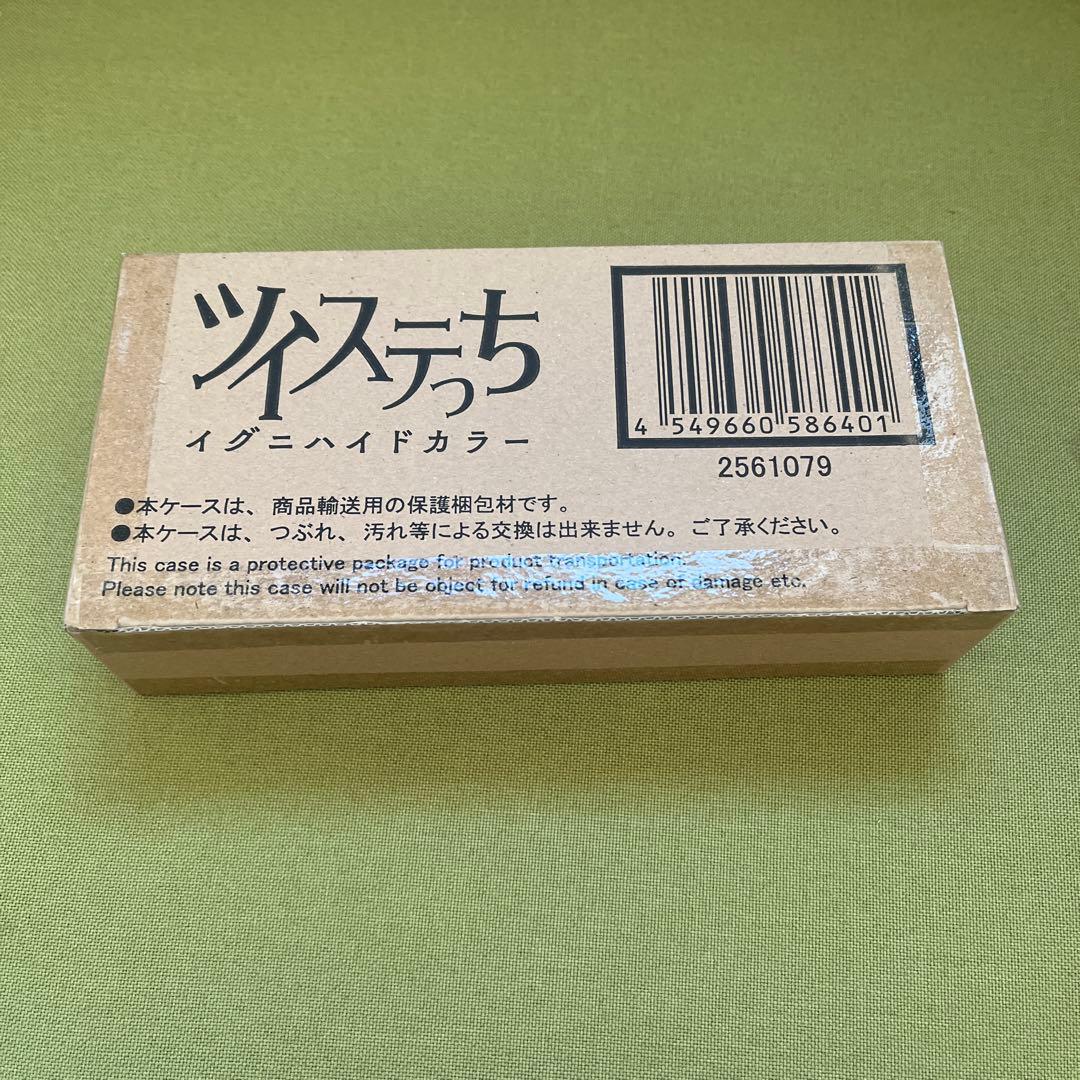 ツイステっち
イグニハイドカラー
4 549660 586401
2561079
●本ケースは、商品輸送用の保護梱包材です。
●本ケースは、つぶれ、汚れ等による交換は出来ません。ご了承ください。
This case is a protective package for product transportation.
Please note this case will not be object for refund in case of damage etc.